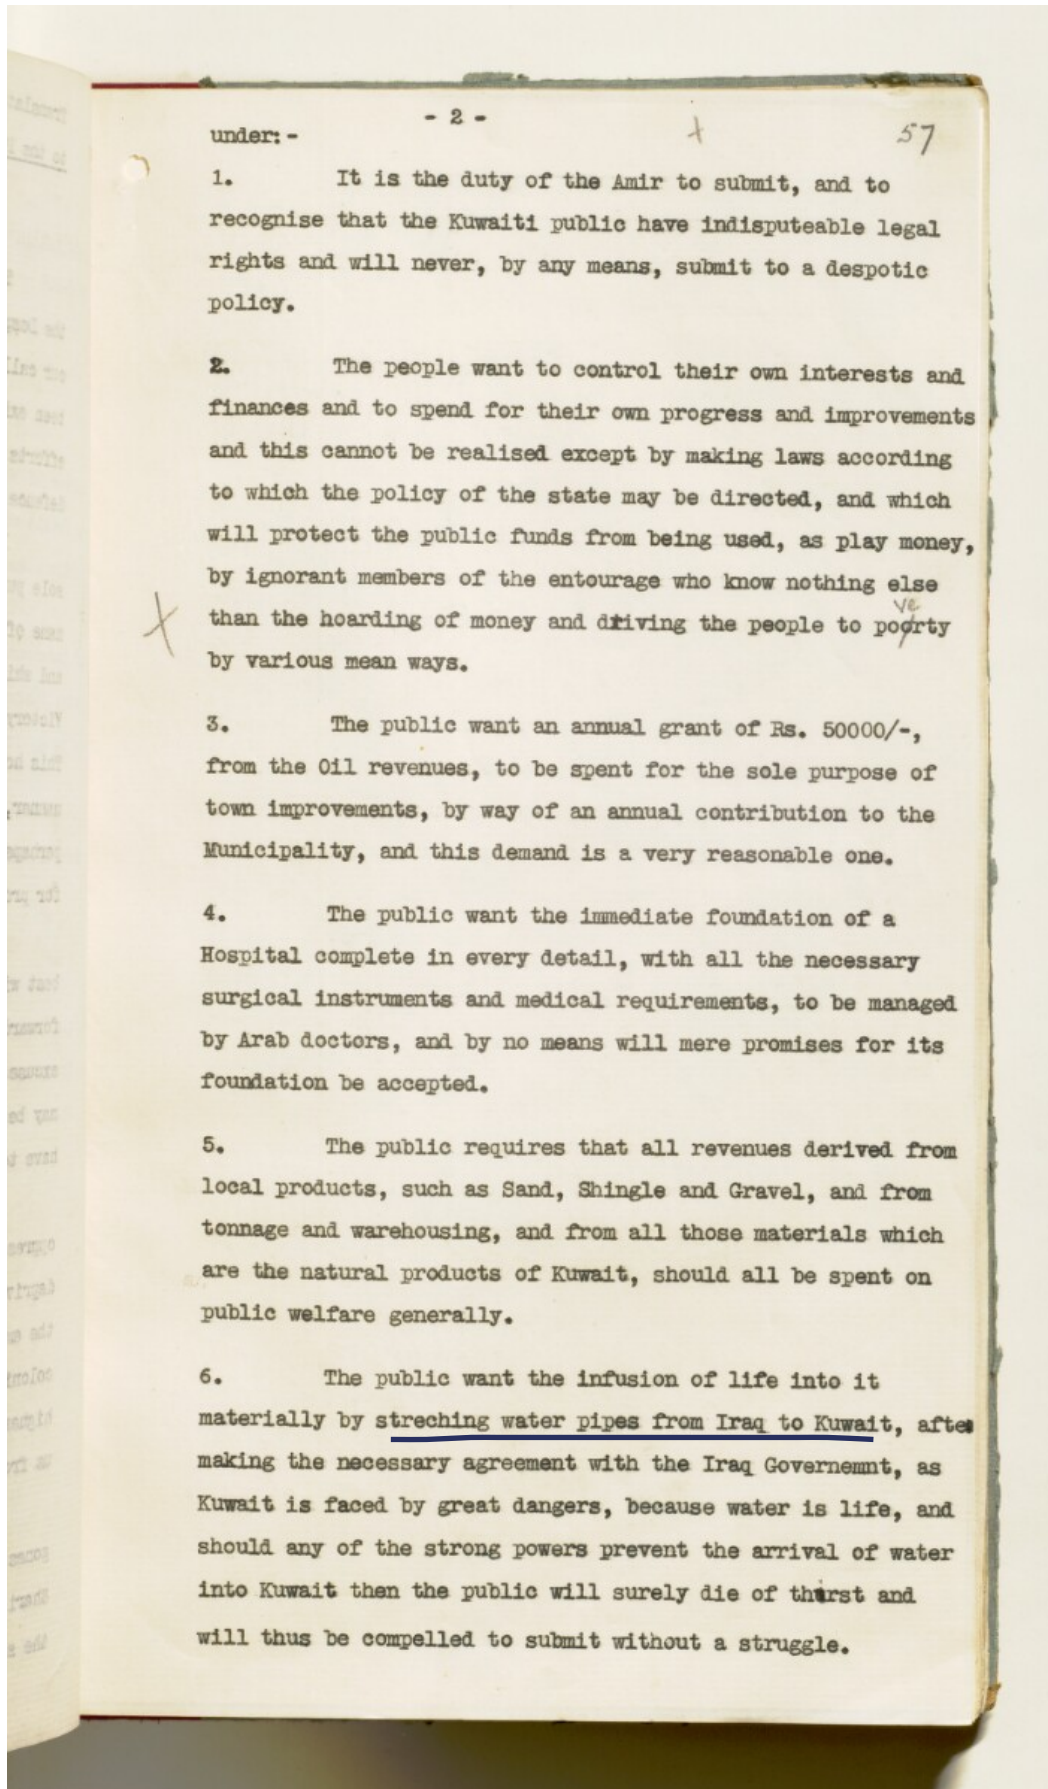 - 2 -
57
under:-
1. It is the duty of the Amir to submit, and to
recognise that the Kuwaiti public have indisputeable legal
rights and will never, by any means, submit to a despotic
policy.
2. The people want to control their own interests and
finances and to spend for their own progress and improvements
and this cannot be realised except by making laws according
to which the policy of the state may be directed, and which
will protect the public funds from being used, as play money,
by ignorant members of the entourage who know nothing else
than the hoarding of money and driving the people to poverty
by various mean ways.
3. The public want an annual grant of Rs. 50000/-,
from the Oil revenues, to be spent for the sole purpose of
town improvements, by way of an annual contribution to the
Municipality, and this demand is a very reasonable one.
4. The public want the immediate foundation of a
Hospital complete in every detail, with all the necessary
surgical instruments and medical requirements, to be managed
by Arab doctors, and by no means will mere promises for its
foundation be accepted.
5. The public requires that all revenues derived from
local products, such as Sand, Shingle and Gravel, and from
tonnage and warehousing, and from all those materials which
are the natural products of Kuwait, should all be spent on
public welfare generally.
6. The public want the infusion of life into it
materially by streching water pipes from Iraq to Kuwait, after
making the necessary agreement with the Iraq Governemnt, as
Kuwait is faced by great dangers, because water is life, and
should any of the strong powers prevent the arrival of water
into Kuwait then the public will surely die of thirst and
will thus be compelled to submit without a struggle.